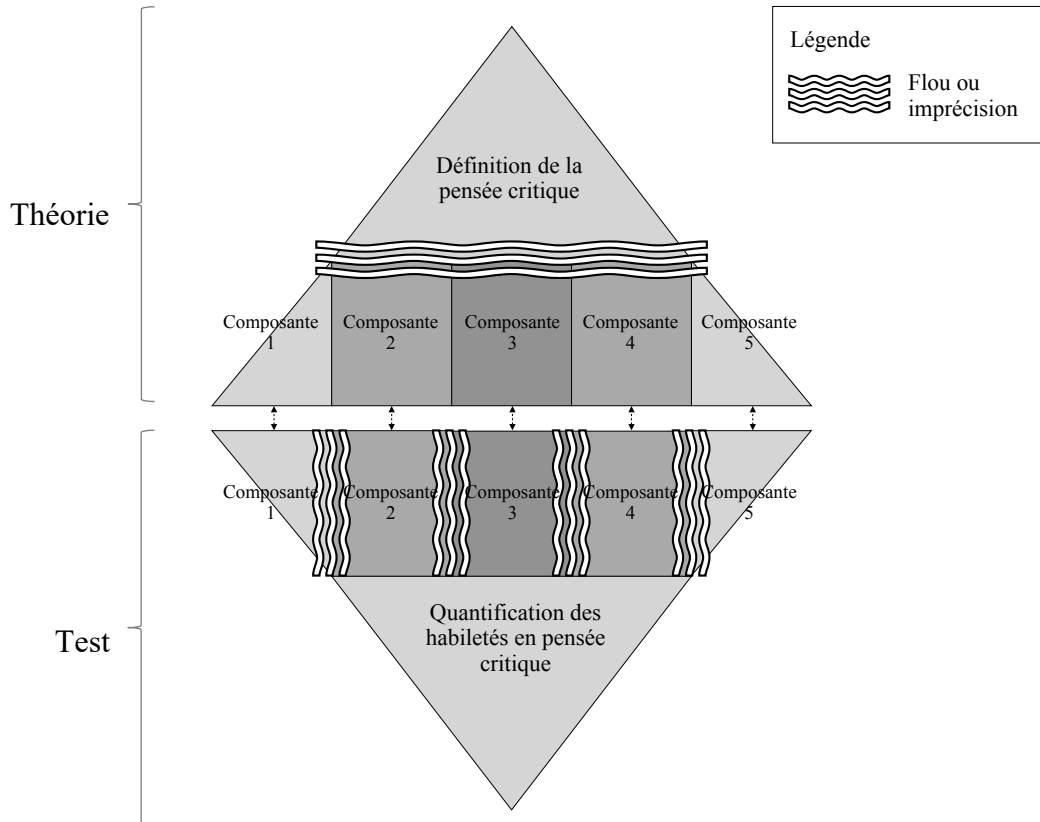 Légende
Flou ou
imprécision
Définition de la
pensée critique
Théorie
Composante
1
Composante
2
Composante
3
Composante
4
Composante
5
Composante
1
Composante
2
Composante
3
Composante
4
Composante
5
Quantification des
habiletés en pensée
critique
Test